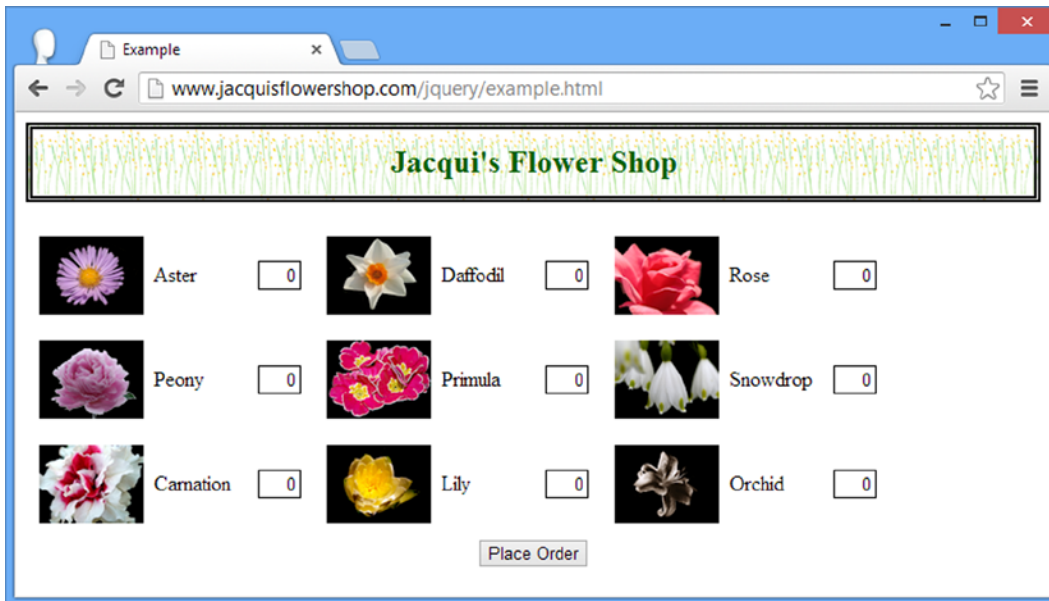 Example
www.jacquisflowershop.com/jquery/example.html
Jacqui's Flower Shop
Aster 0 Daffodil 0 Rose 0
Peony 0 Primula 0 Snowdrop 0
Carnation 0 Lily 0 Orchid 0
Place Order